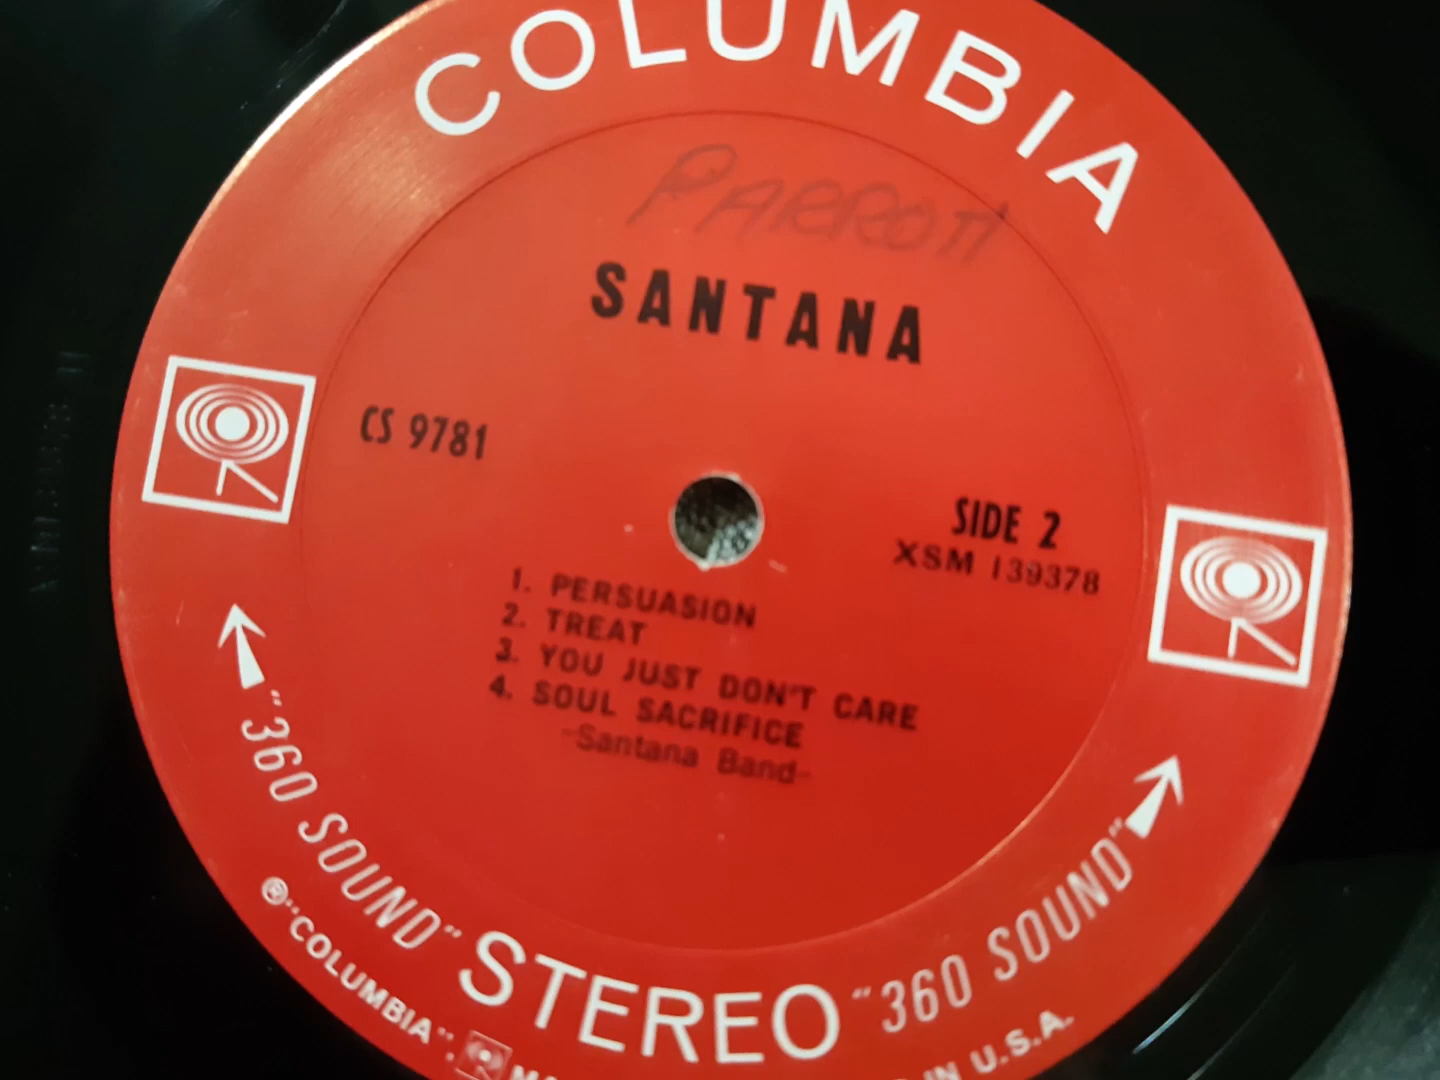 COLUMBIA
PARROTT
SANTANA
CS 9781
SIDE 2
XSM 139378
1. PERSUASION
2. TREAT
3. YOU JUST DON'T CARE
4. SOUL SACRIFICE
-Santana Band-
"360 SOUND" STEREO "360 SOUND"
® "COLUMBIA", IN U.S.A.